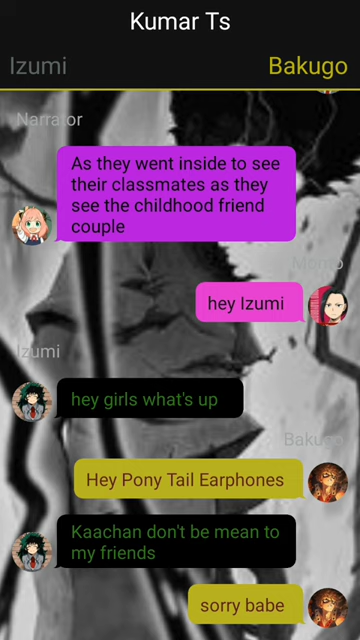 Kumar Ts
Izumi
Bakugo
Narrator
As they went inside to see
their classmates as they
see the childhood friend
couple
Momo
hey Izumi
Izumi
hey girls what's up
Bakugo
Hey Pony Tail Earphones
Kaachan don't be mean to
my friends
sorry babe